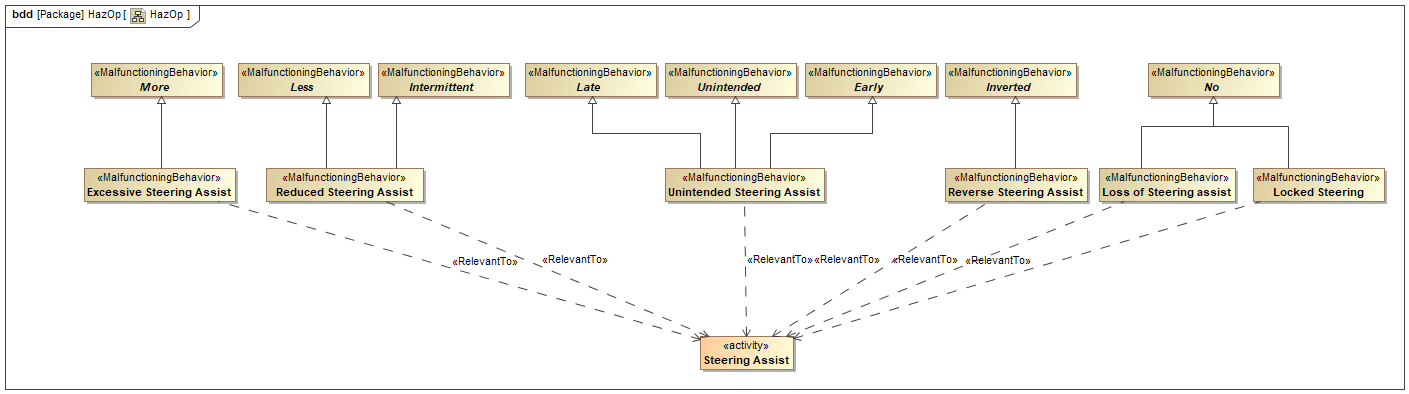 bdd [Package] HazOp [ HazOp ]
«MalfunctioningBehavior»
More
«MalfunctioningBehavior»
Less
«MalfunctioningBehavior»
Intermittent
«MalfunctioningBehavior»
Late
«MalfunctioningBehavior»
Unintended
«MalfunctioningBehavior»
Early
«MalfunctioningBehavior»
Inverted
«MalfunctioningBehavior»
No
«MalfunctioningBehavior»
Excessive Steering Assist
«MalfunctioningBehavior»
Reduced Steering Assist
«MalfunctioningBehavior»
Unintended Steering Assist
«MalfunctioningBehavior»
Reverse Steering Assist
«MalfunctioningBehavior»
Loss of Steering assist
«MalfunctioningBehavior»
Locked Steering
«RelevantTo»
«RelevantTo»
«RelevantTo»
«RelevantTo»
«RelevantTo»
«RelevantTo»
«activity»
Steering Assist